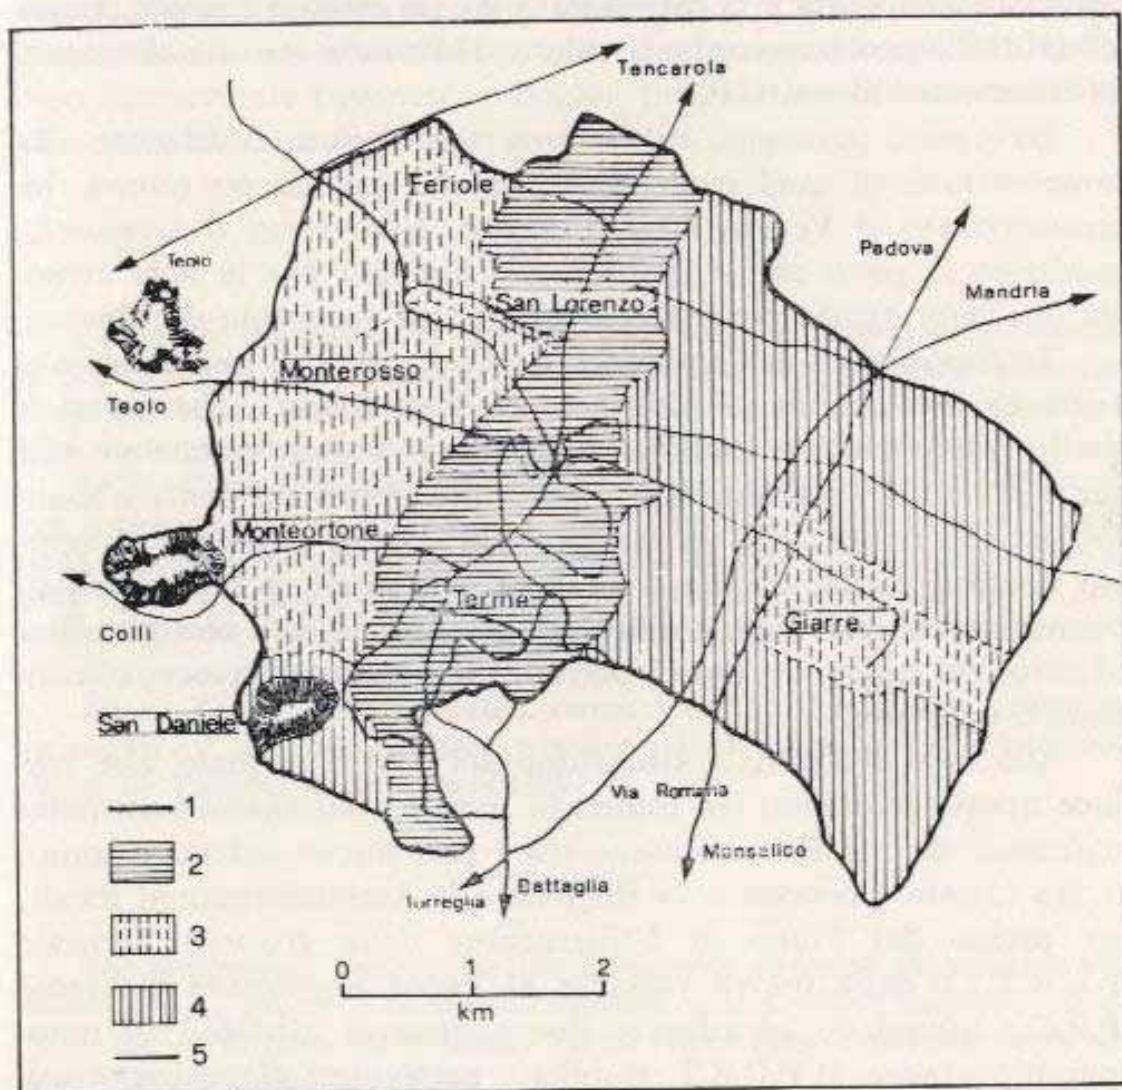 Tencarola
Feriole
Teolo
Padova
Mandria
San Lorenzo
Monterosso
Teolo
Monteortone
Terme
Giarre
Colli
San Daniele
Via Romana
Monselice
Battaglia
Torreglia
1
2
3
4
5
0 1 2
km